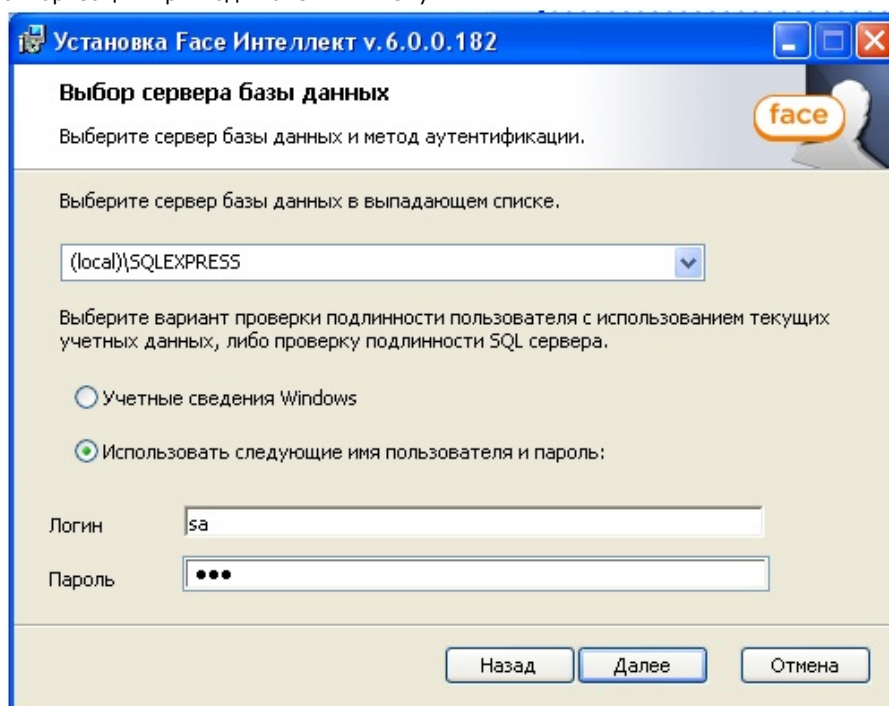 Установка Face Интеллект v.6.0.0.182
Выбор сервера базы данных
Выберите сервер базы данных и метод аутентификации.
face
Выберите сервер базы данных в выпадающем списке.
(local)\SQLEXPRESS
Выберите вариант проверки подлинности пользователя с использованием текущих
учетных данных, либо проверку подлинности SQL сервера.
Учетные сведения Windows
Использовать следующие имя пользователя и пароль:
Логин
sa
Пароль
•••
Назад
Далее
Отмена